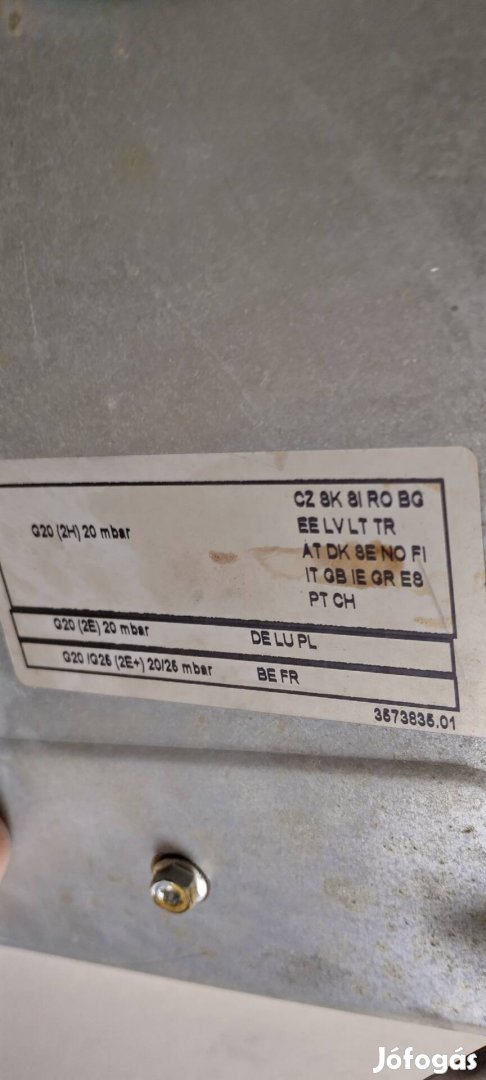 G20 (2H) 20 mbar
CZ SK SI RO BG
EE LV LT TR
AT DK SE NO FI
IT GB IE GR ES
PT CH
G20 (2E) 20 mbar DE LU PL
G20 /G25 (2E+) 20/25 mbar BE FR
3573835.01
Jófogás